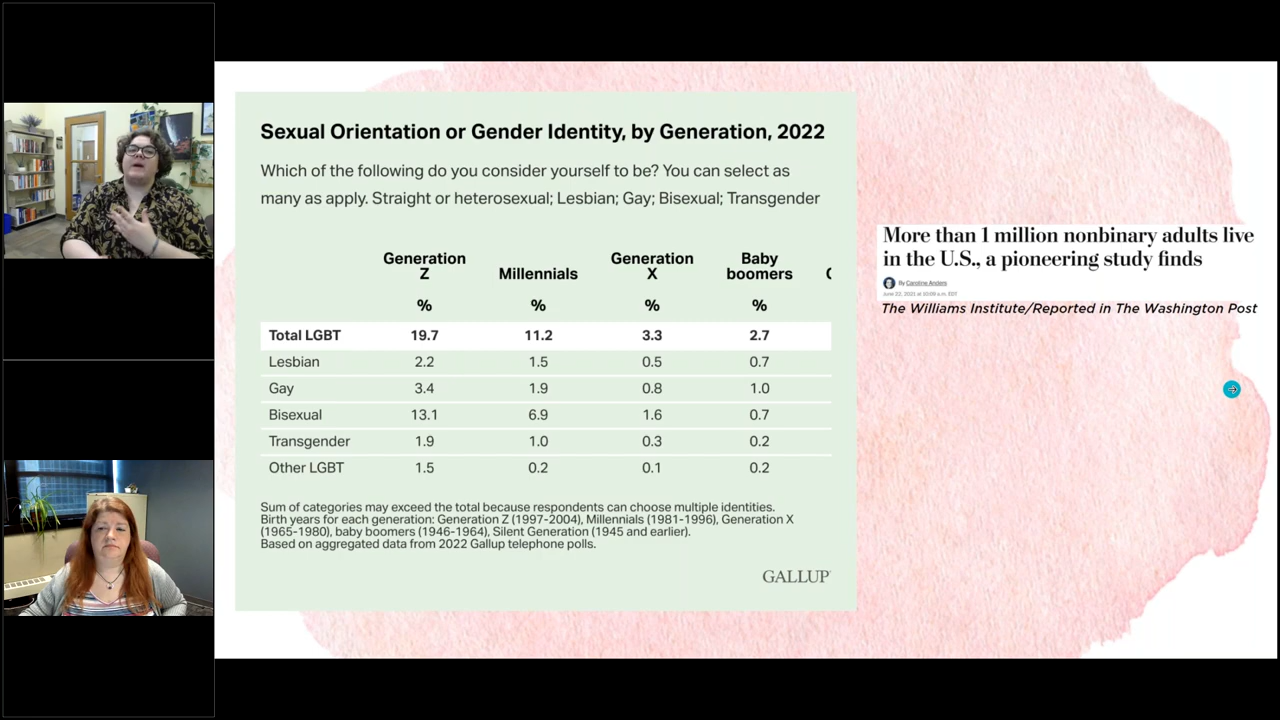 Sexual Orientation or Gender Identity, by Generation, 2022
Which of the following do you consider yourself to be? You can select as
many as apply. Straight or heterosexual; Lesbian; Gay; Bisexual; Transgender
Generation Z Millennials Generation X Baby boomers
% % % %
Total LGBT 19.7 11.2 3.3 2.7
Lesbian 2.2 1.5 0.5 0.7
Gay 3.4 1.9 0.8 1.0
Bisexual 13.1 6.9 1.6 0.7
Transgender 1.9 1.0 0.3 0.2
Other LGBT 1.5 0.2 0.1 0.2
Sum of categories may exceed the total because respondents can choose multiple identities.
Birth years for each generation: Generation Z (1997-2004), Millennials (1981-1996), Generation X
(1965-1980), baby boomers (1946-1964), Silent Generation (1945 and earlier).
Based on aggregated data from 2022 Gallup telephone polls.
GALLUP
More than 1 million nonbinary adults live
in the U.S., a pioneering study finds
By Caroline Anders
The Williams Institute/Reported in The Washington Post